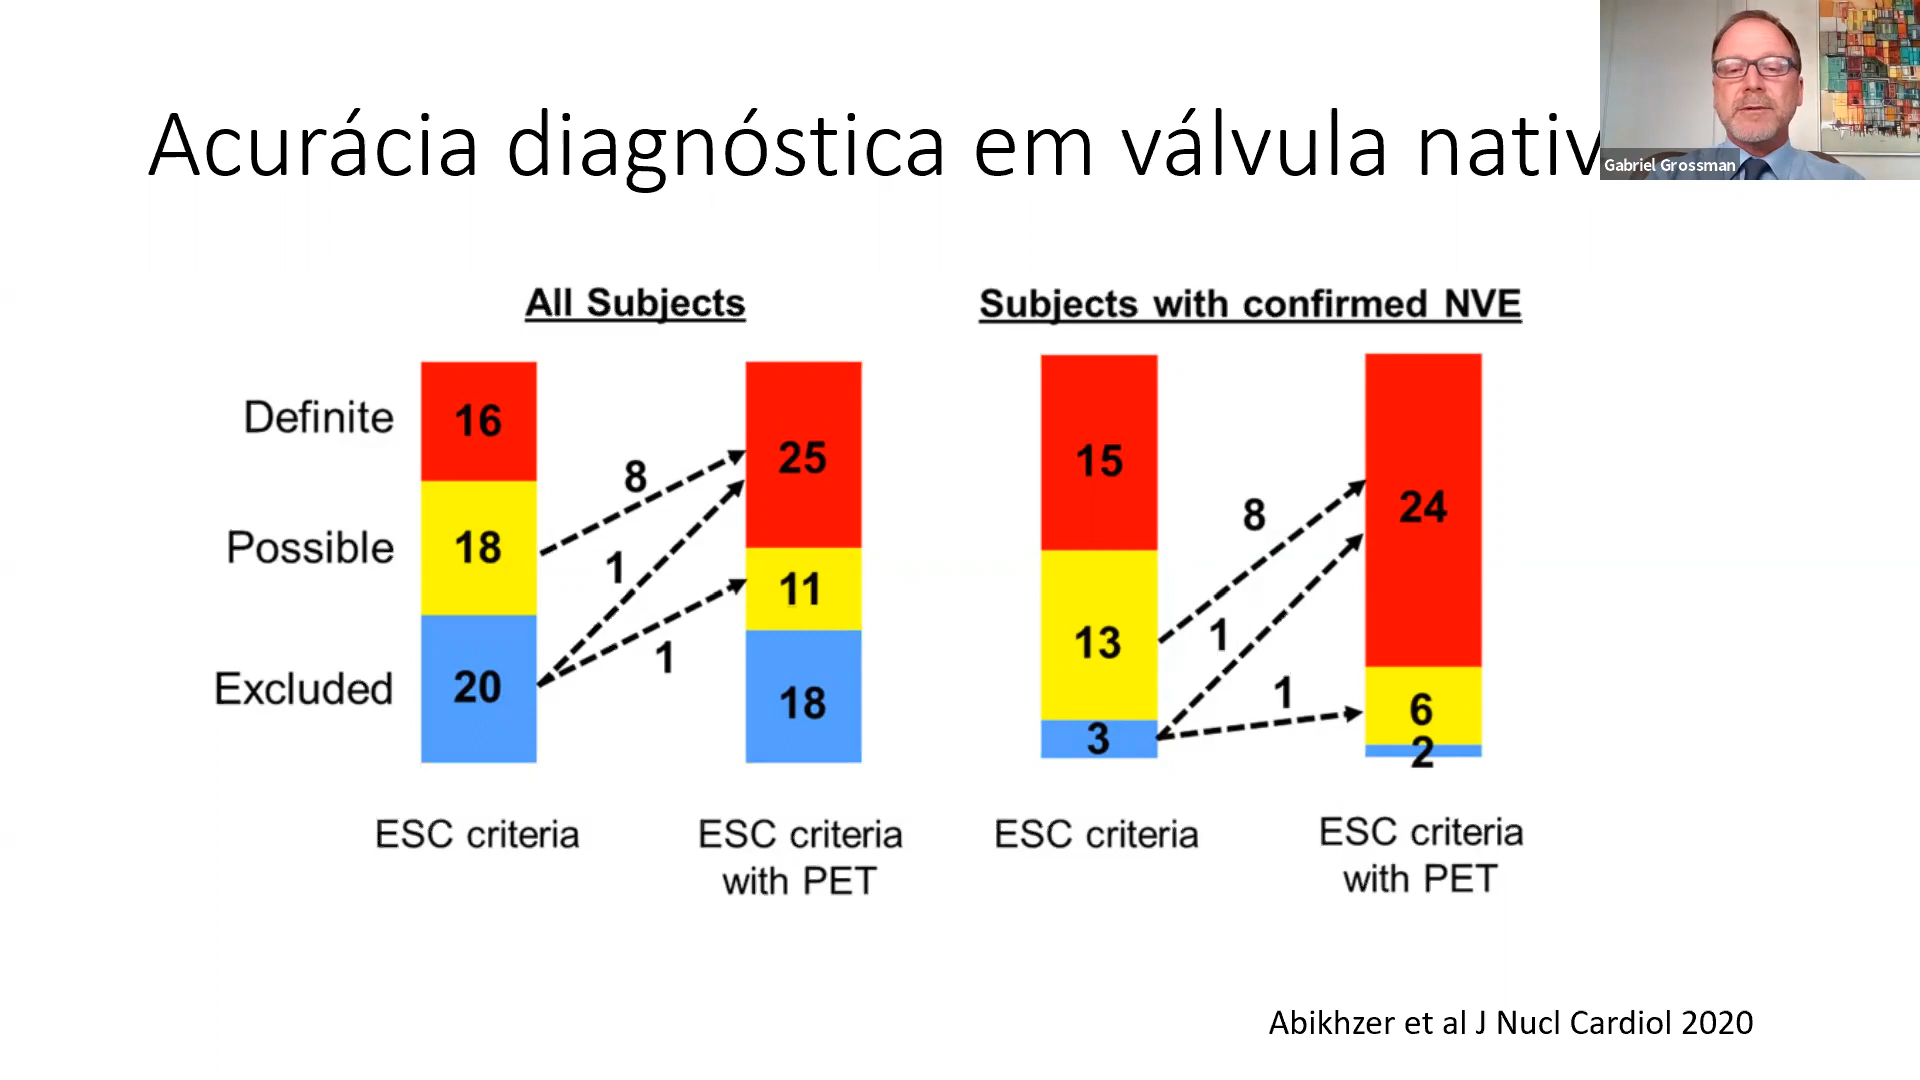 Acurácia diagnóstica em válvula nativ
Gabriel Grossman
All Subjects
Subjects with confirmed NVE
Definite
Possible
Excluded
16
18
20
8
1
1
25
11
18
15
13
3
8
1
1
24
6
2
ESC criteria
ESC criteria
with PET
ESC criteria
ESC criteria
with PET
Abikhzer et al J Nucl Cardiol 2020